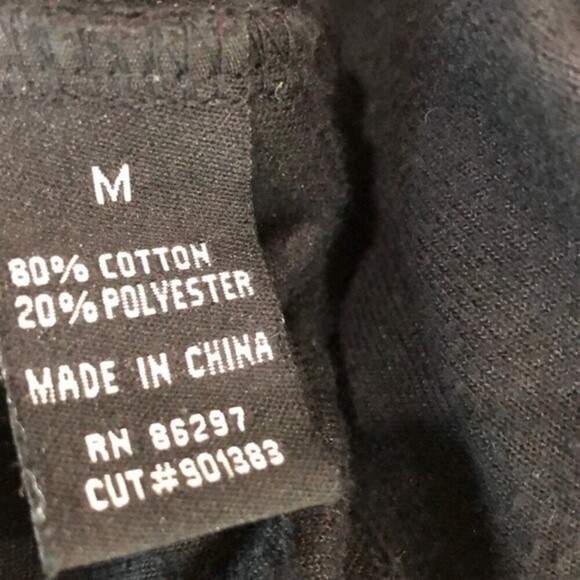 M
80% COTTON
20% POLYESTER
MADE IN CHINA
RN 86297
CUT#901383